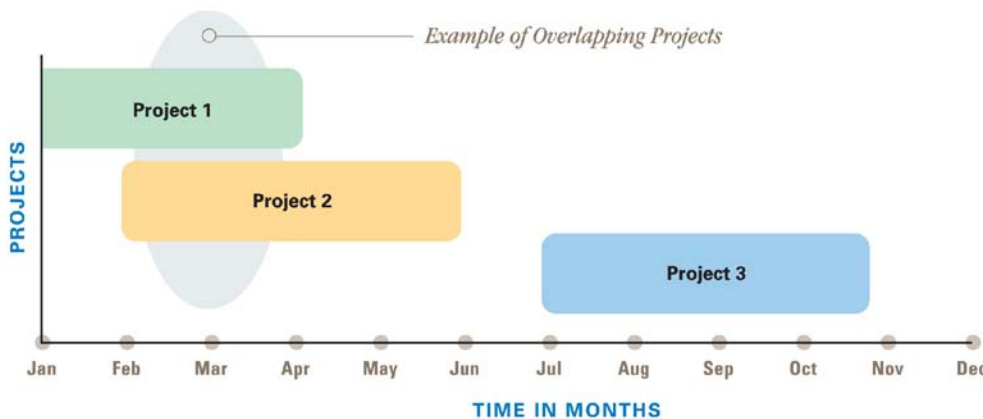 Example of Overlapping Projects
PROJECTS
Project 1
Project 2
Project 3
Jan Feb Mar Apr May Jun Jul Aug Sep Oct Nov Dec
TIME IN MONTHS